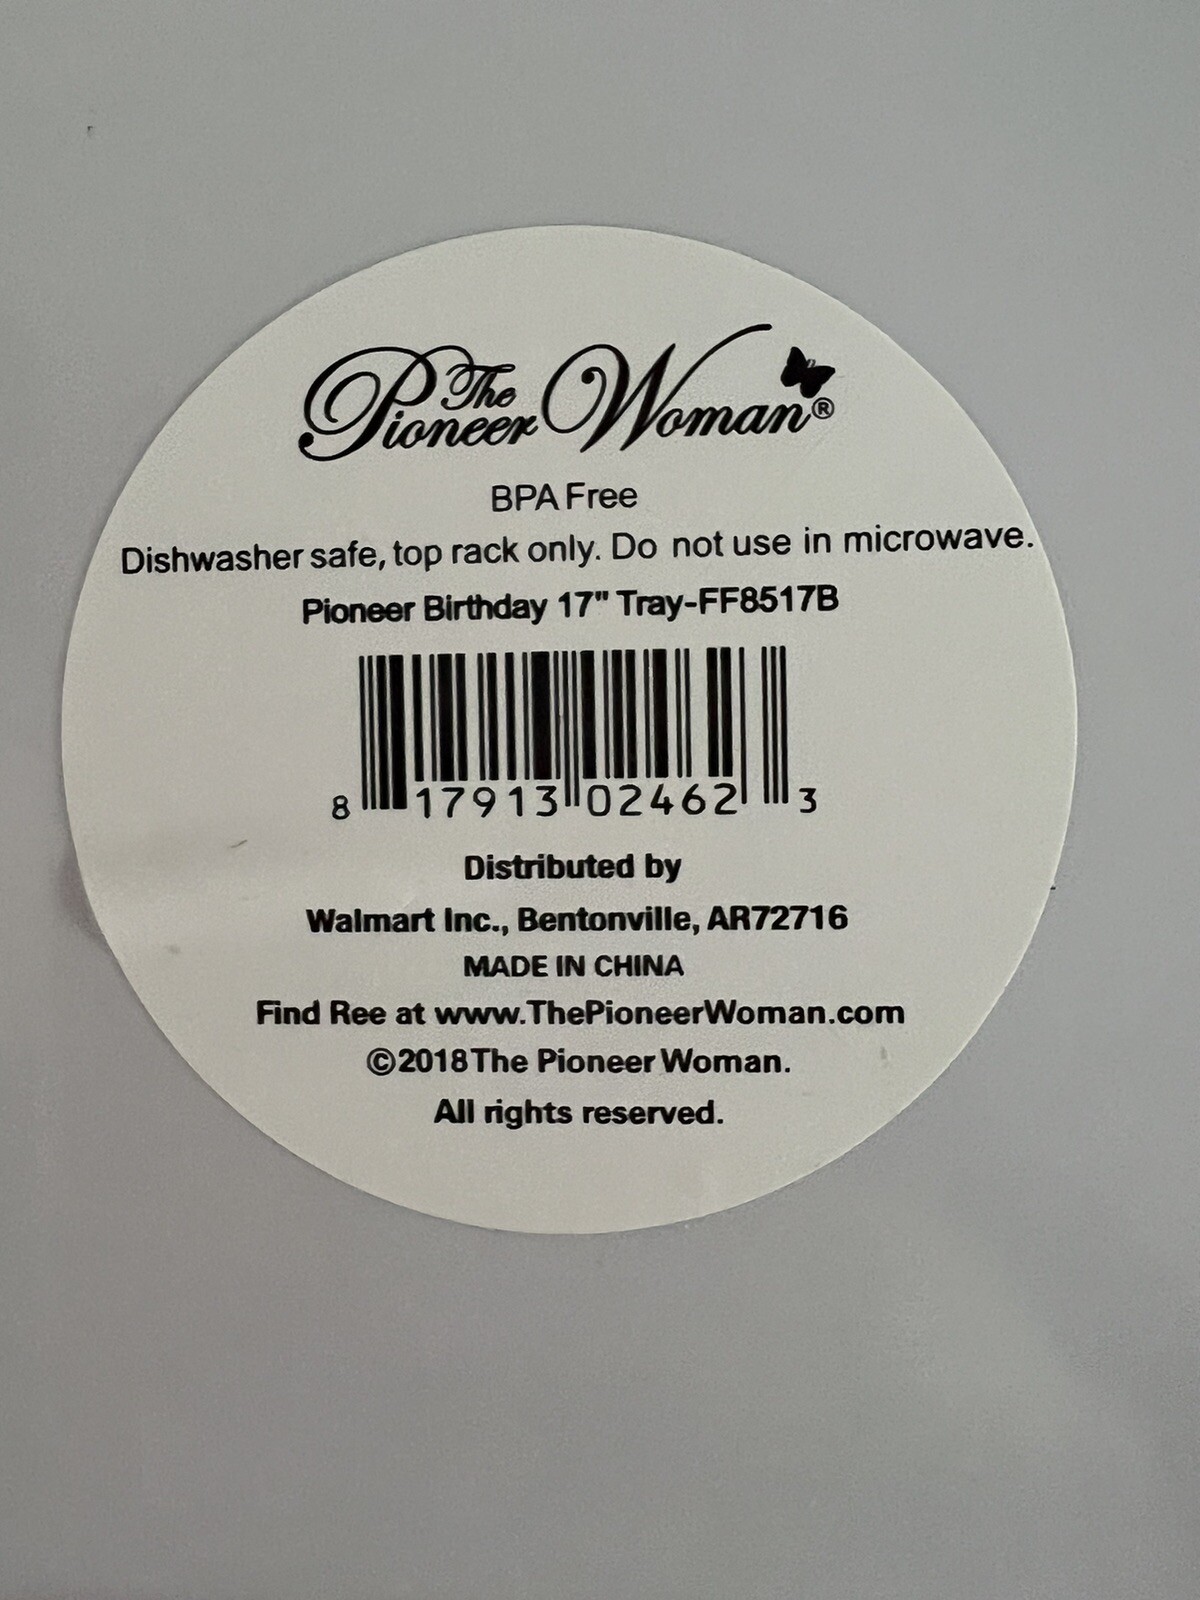 The Pioneer Woman®
BPA Free
Dishwasher safe, top rack only. Do not use in microwave.
Pioneer Birthday 17" Tray-FF8517B
8 17913 02462 3
Distributed by
Walmart Inc., Bentonville, AR72716
MADE IN CHINA
Find Ree at www.ThePioneerWoman.com
©2018 The Pioneer Woman.
All rights reserved.